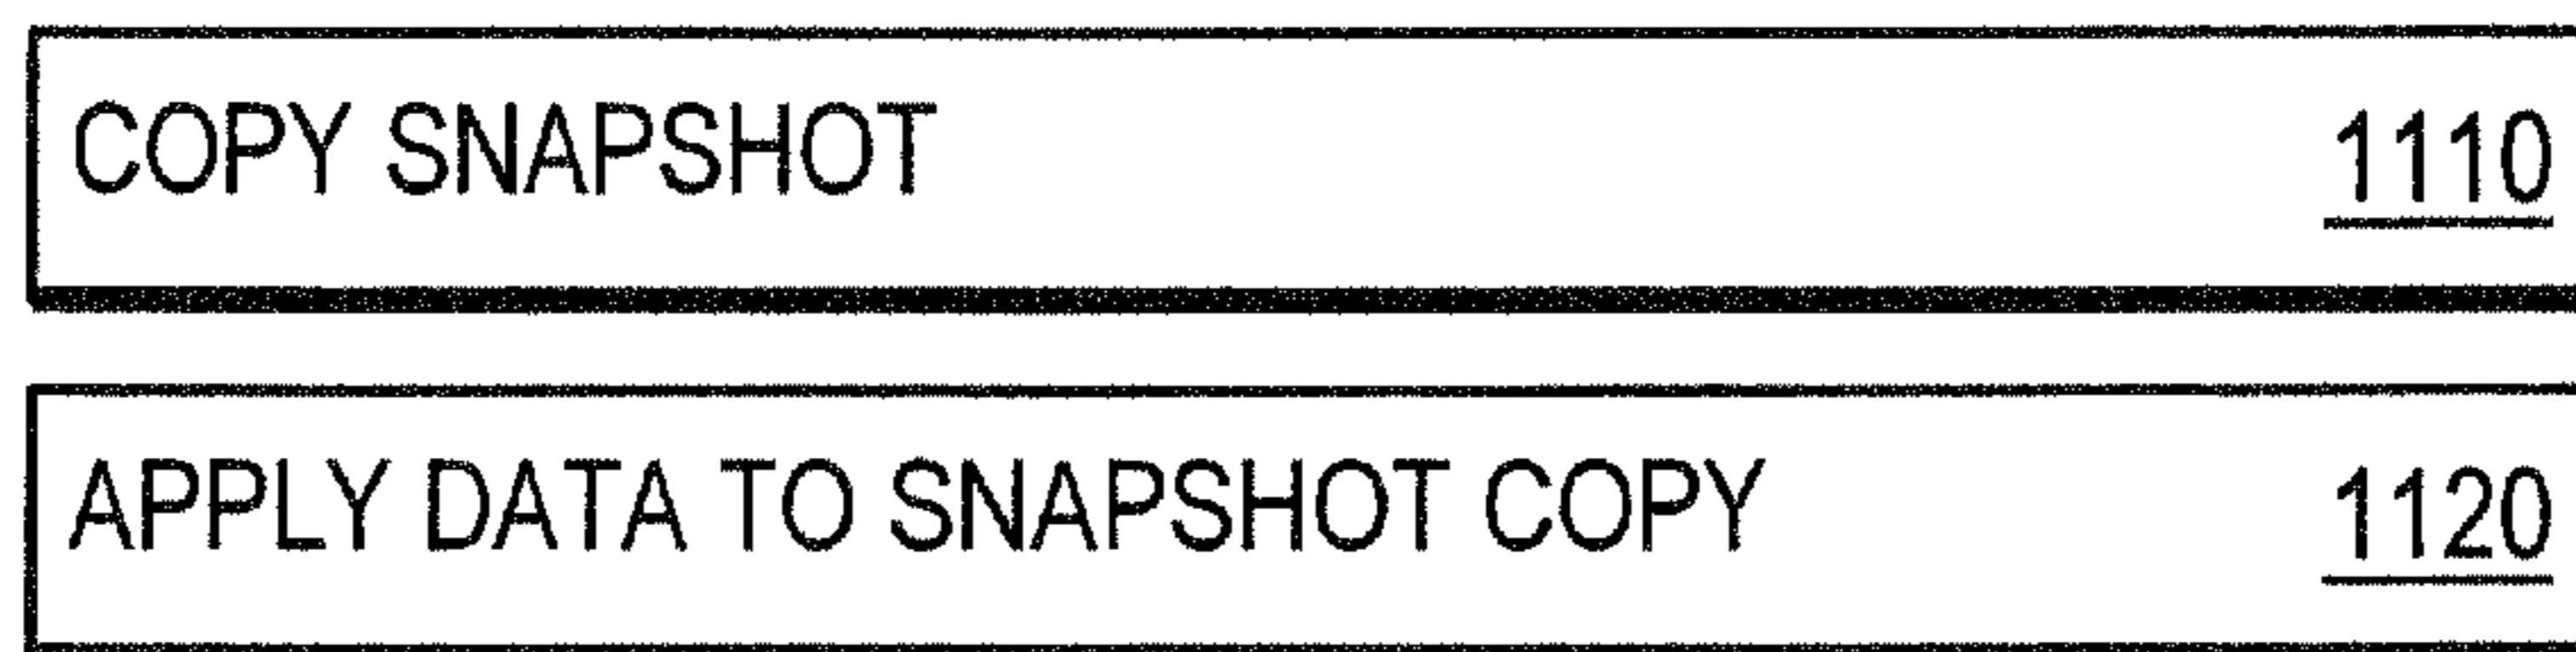 COPY SNAPSHOT 1110
APPLY DATA TO SNAPSHOT COPY 1120